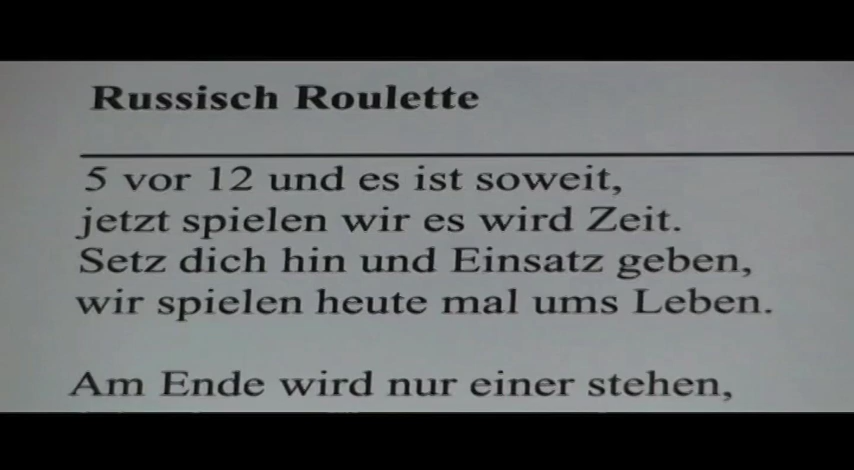 Russisch Roulette
5 vor 12 und es ist soweit,
jetzt spielen wir es wird Zeit.
Setz dich hin und Einsatz geben,
wir spielen heute mal ums Leben.
Am Ende wird nur einer stehen,